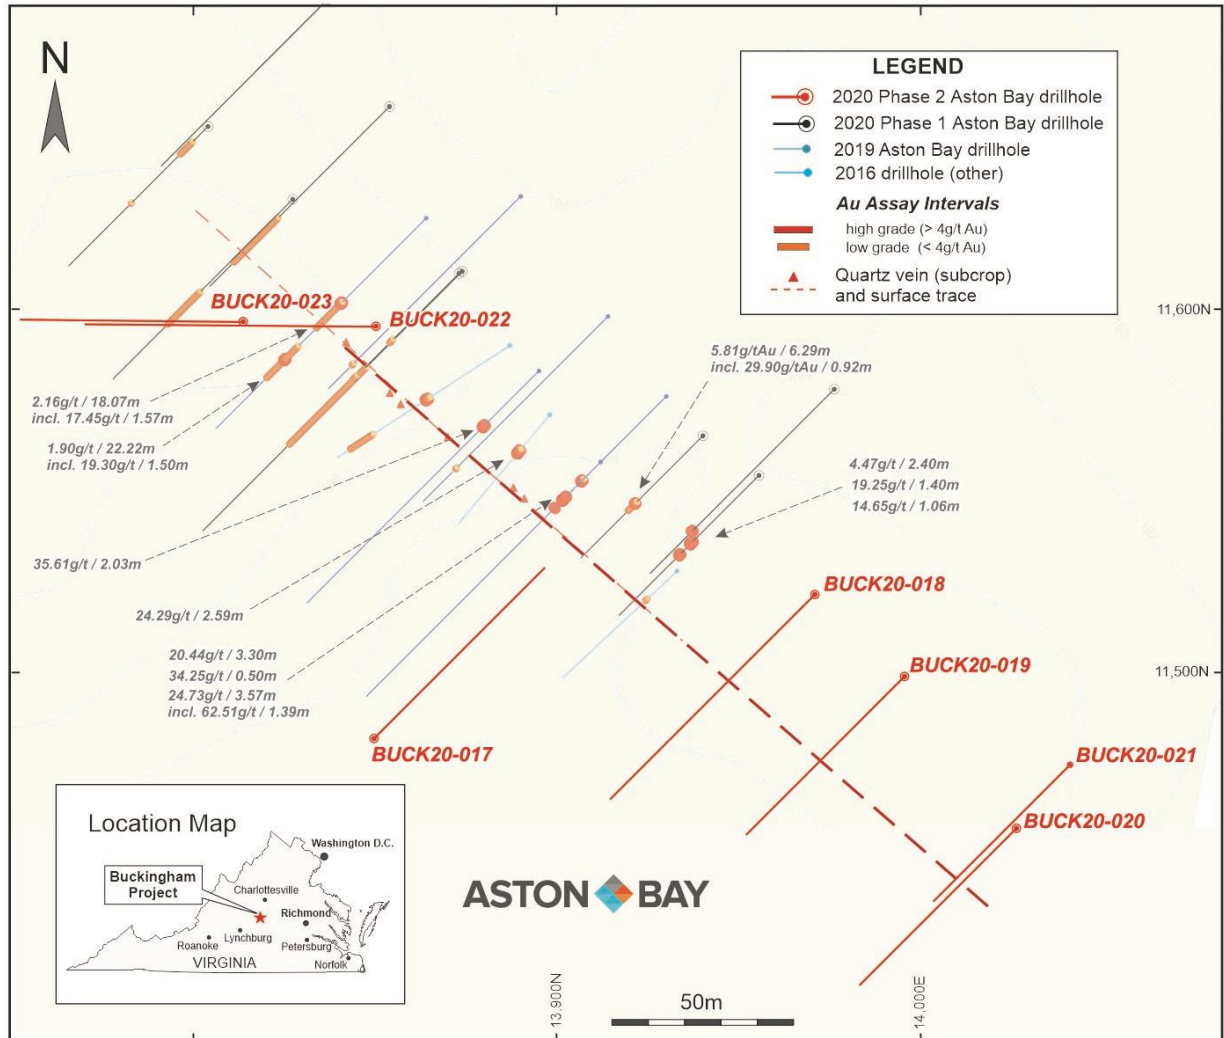 N
LEGEND
2020 Phase 2 Aston Bay drillhole
2020 Phase 1 Aston Bay drillhole
2019 Aston Bay drillhole
2016 drillhole (other)
Au Assay Intervals
high grade (> 4g/t Au)
low grade (< 4g/t Au)
Quartz vein (subcrop)
and surface trace
BUCK20-023
BUCK20-022
11,600N
5.81g/tAu / 6.29m
incl. 29.90g/tAu / 0.92m
2.16g/t / 18.07m
incl. 17.45g/t / 1.57m
1.90g/t / 22.22m
incl. 19.30g/t / 1.50m
4.47g/t / 2.40m
19.25g/t / 1.40m
14.65g/t / 1.06m
35.61g/t / 2.03m
24.29g/t / 2.59m
20.44g/t / 3.30m
34.25g/t / 0.50m
24.73g/t / 3.57m
incl. 62.51g/t / 1.39m
BUCK20-018
BUCK20-019
11,500N
BUCK20-017
BUCK20-021
BUCK20-020
Location Map
Washington D.C.
Buckingham
Project
Charlottesville
Richmond
Roanoke
Lynchburg
Petersburg
VIRGINIA
Norfolk
ASTON BAY
50m
13,900N
14,000E